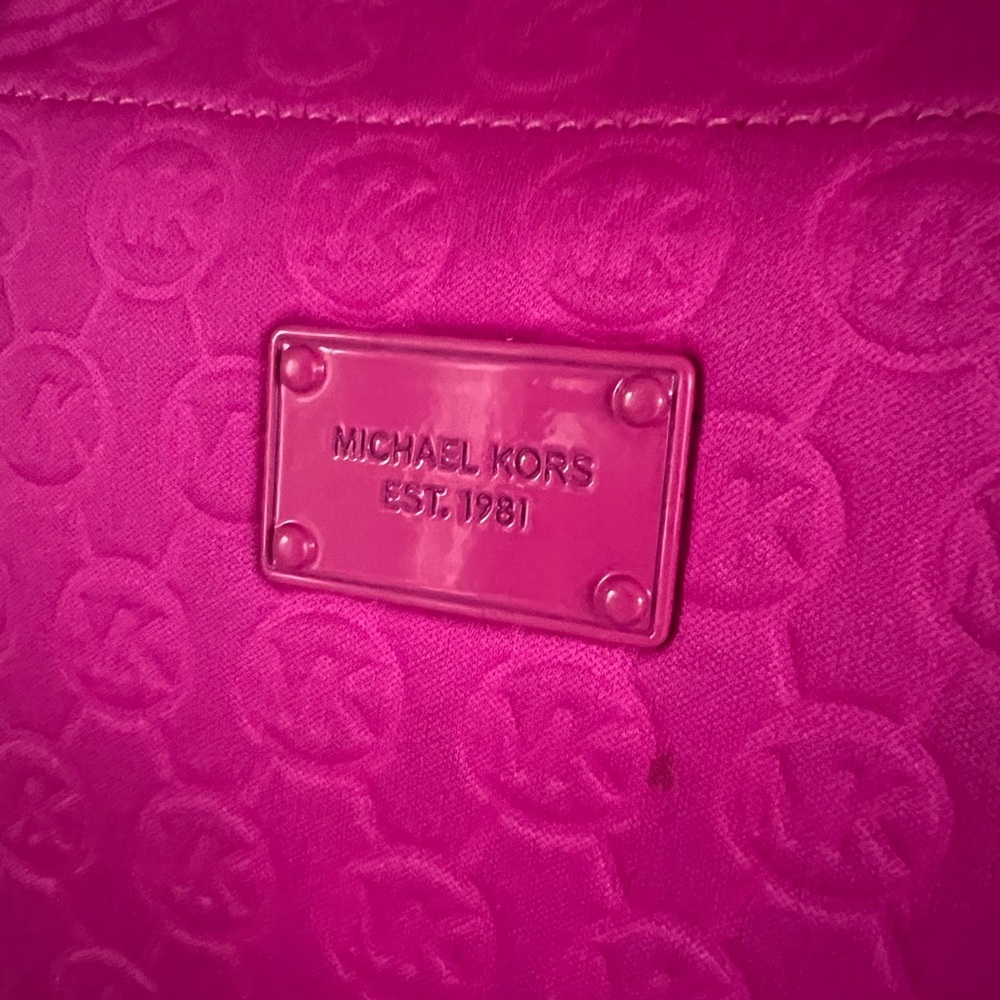 MICHAEL KORS
EST. 1981